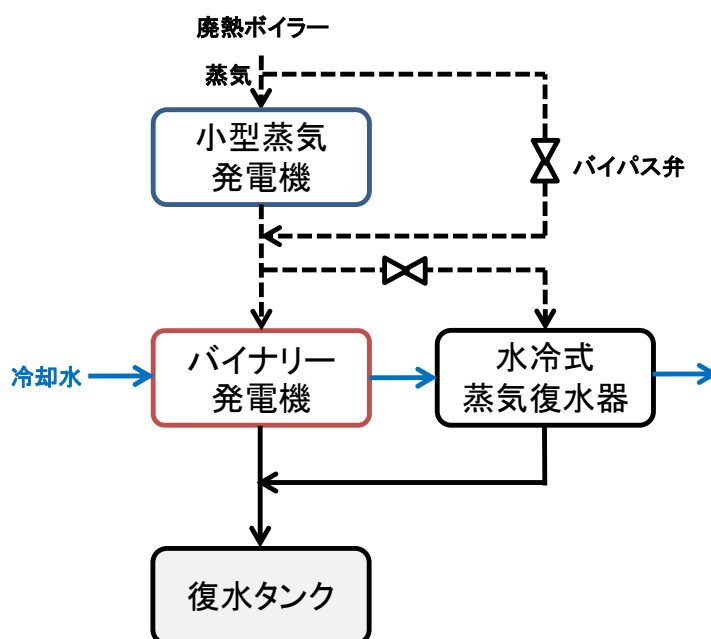 廃熱ボイラー
蒸気
小型蒸気
発電機
バイパス弁
冷却水
バイナリー
発電機
水冷式
蒸気復水器
復水タンク